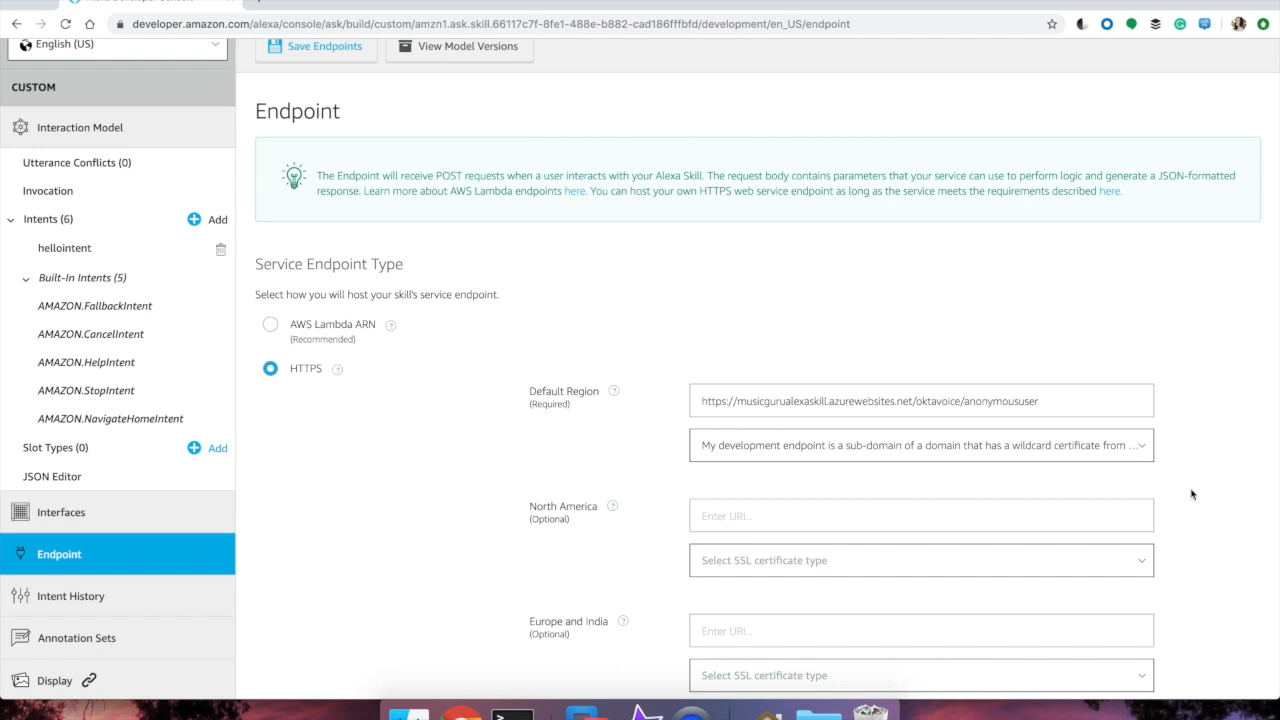 developer.amazon.com/alexa/console/ask/build/custom/amzn1.ask.skill.66117c7f-8fe1-488e-b882-cad186fffbfd/development/en_US/endpoint
English (US)
Save Endpoints
View Model Versions
CUSTOM
Interaction Model
Utterance Conflicts (0)
Invocation
Intents (6)
Add
hellointent
Built-In Intents (5)
AMAZON.FallbackIntent
AMAZON.CancelIntent
AMAZON.HelpIntent
AMAZON.StopIntent
AMAZON.NavigateHomeIntent
Slot Types (0)
Add
JSON Editor
Interfaces
Endpoint
Intent History
Annotation Sets
Display
Endpoint
The Endpoint will receive POST requests when a user interacts with your Alexa Skill. The request body contains parameters that your service can use to perform logic and generate a JSON-formatted
response. Learn more about AWS Lambda endpoints here. You can host your own HTTPS web service endpoint as long as the service meets the requirements described here.
Service Endpoint Type
Select how you will host your skill's service endpoint.
AWS Lambda ARN ?
(Recommended)
HTTPS ?
Default Region ?
(Required)
https://musicgurualexaskill.azurewebsites.net/oktavoice/anonymoususer
My development endpoint is a sub-domain of a domain that has a wildcard certificate from ...
North America ?
(Optional)
Enter URI...
Select SSL certificate type
Europe and India ?
(Optional)
Enter URI...
Select SSL certificate type